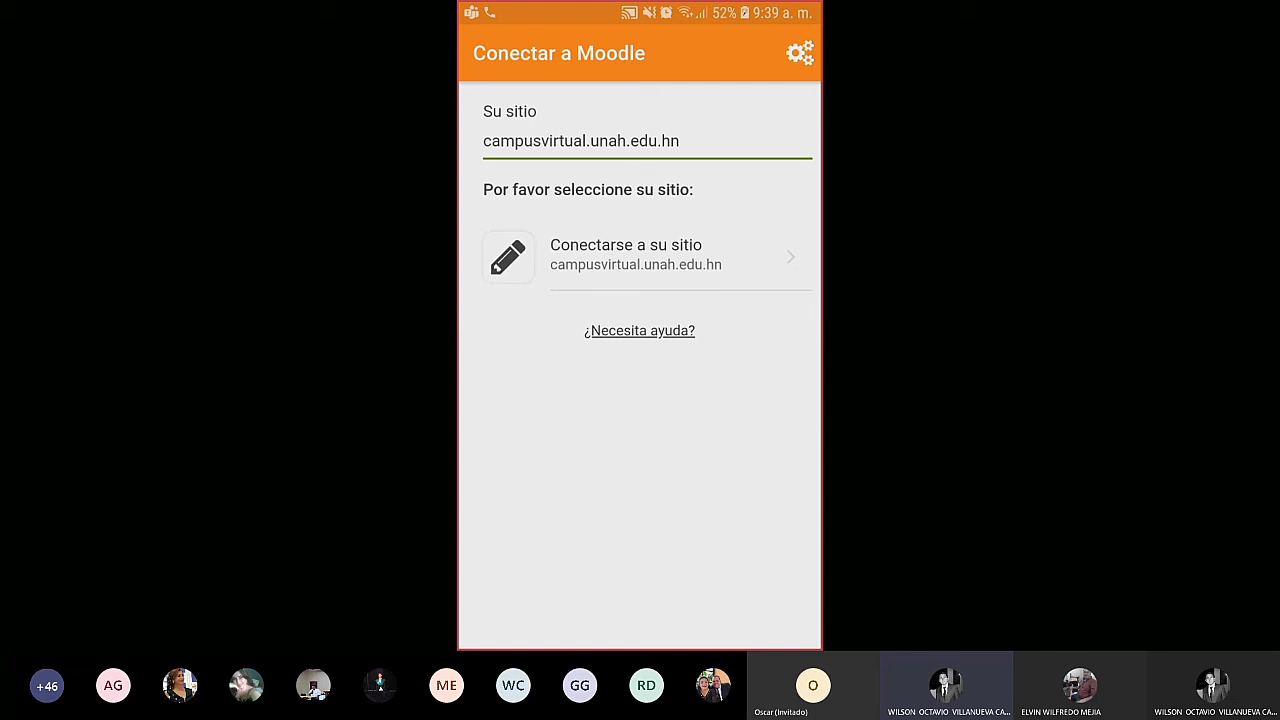 52% 9:39 a. m.
Conectar a Moodle
Su sitio
campusvirtual.unah.edu.hn
Por favor seleccione su sitio:
Conectarse a su sitio
campusvirtual.unah.edu.hn
¿Necesita ayuda?
+46
AG
ME
WC
GG
RD
O
Oscar (Invitado)
WILSON OCTAVIO VILLANUEVA CA...
ELVIN WILFREDO MEJIA
WILSON OCTAVIO VILLANUEVA CA...